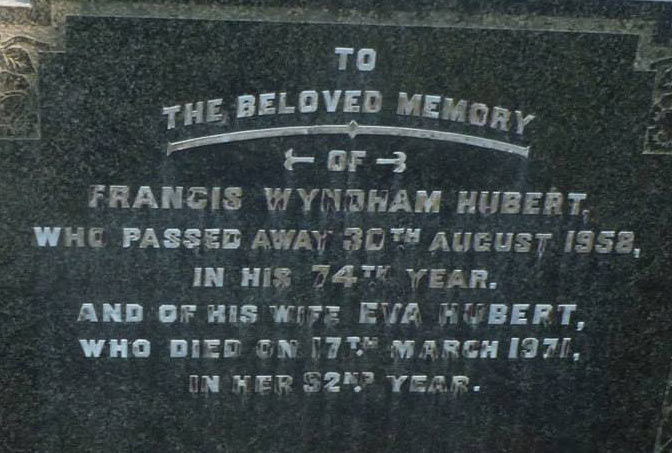 TO
THE BELOVED MEMORY
OF
FRANCIS WYNDHAM HUBERT,
WHO PASSED AWAY 30TH AUGUST 1958,
IN HIS 74TH YEAR.
AND OF HIS WIFE EVA HUBERT,
WHO DIED ON 17TH MARCH 1971,
IN HER 92ND YEAR.